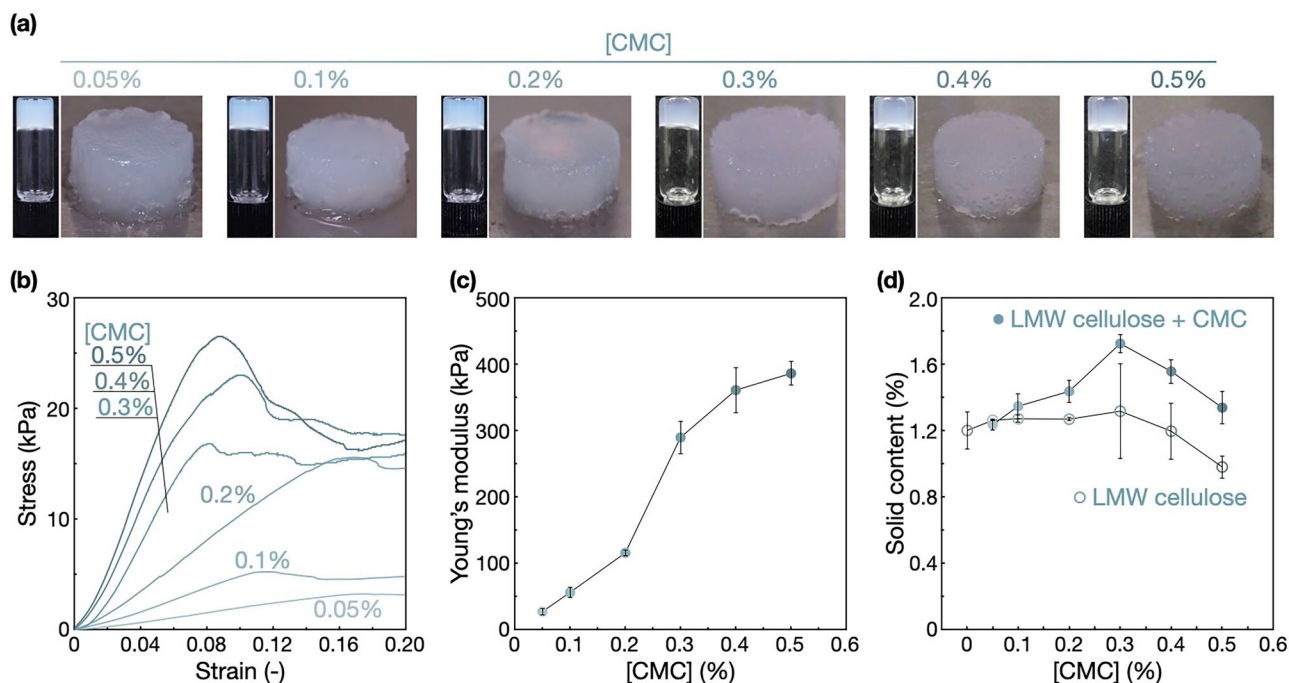 (a)
[CMC]
0.05% 0.1% 0.2% 0.3% 0.4% 0.5%
(b)
30
20
10
0
Stress (kPa)
[CMC]
0.5%
0.4%
0.3%
0.2%
0.1%
0.05%
0 0.04 0.08 0.12 0.16 0.20
Strain (-)
(c)
500
400
300
200
100
0
Young's modulus (kPa)
0 0.1 0.2 0.3 0.4 0.5 0.6
[CMC] (%)
(d)
2.0
1.6
1.2
0.8
0.4
0
Solid content (%)
LMW cellulose + CMC
LMW cellulose
0 0.1 0.2 0.3 0.4 0.5 0.6
[CMC] (%)